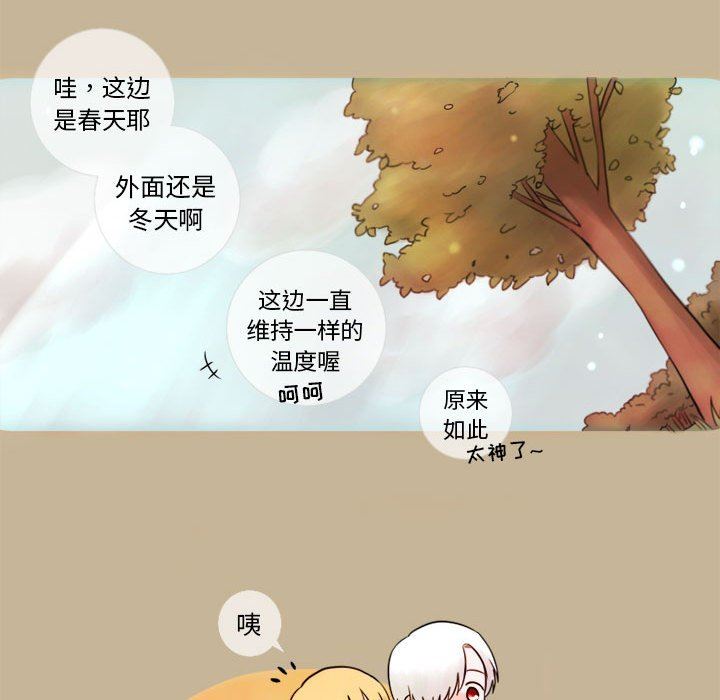 哇，这边
是春天耶
外面还是
冬天啊
这边一直
维持一样的
温度喔
呵呵
原来
如此
太神了~
咦